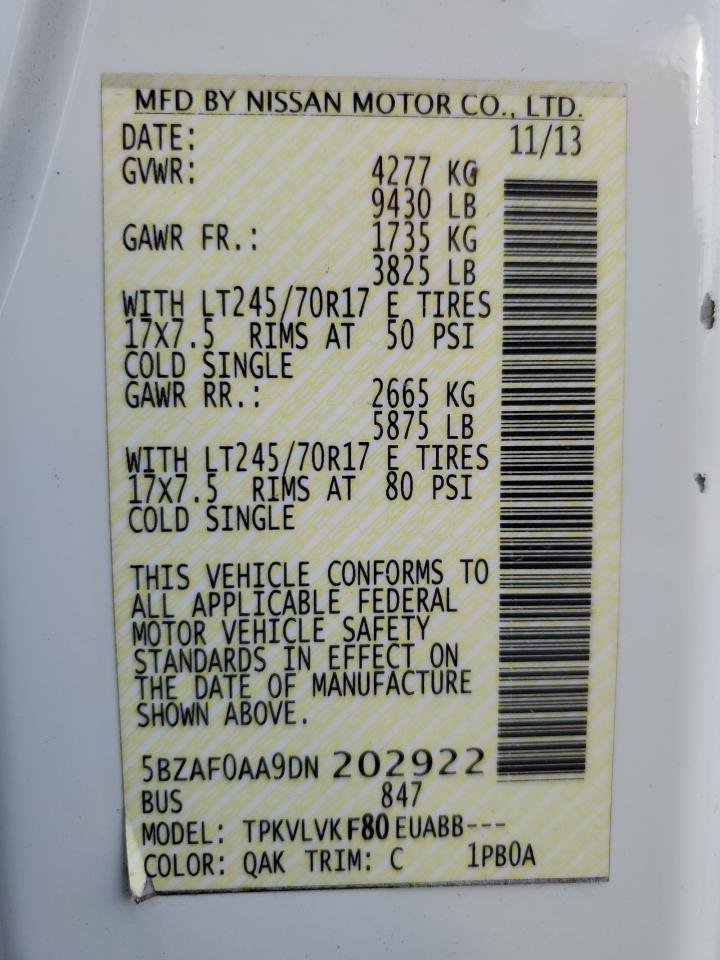 MFD BY NISSAN MOTOR CO., LTD.
DATE: 11/13
GVWR: 4277 KG
9430 LB
GAWR FR.: 1735 KG
3825 LB
WITH LT245/70R17 E TIRES
17X7.5 RIMS AT 50 PSI
COLD SINGLE
GAWR RR.: 2665 KG
5875 LB
WITH LT245/70R17 E TIRES
17X7.5 RIMS AT 80 PSI
COLD SINGLE
THIS VEHICLE CONFORMS TO
ALL APPLICABLE FEDERAL
MOTOR VEHICLE SAFETY
STANDARDS IN EFFECT ON
THE DATE OF MANUFACTURE
SHOWN ABOVE.
5BZAF0AA9DN 202922
BUS 847
MODEL: TPKVLVK F80 EUABB---
COLOR: QAK TRIM: C 1PB0A